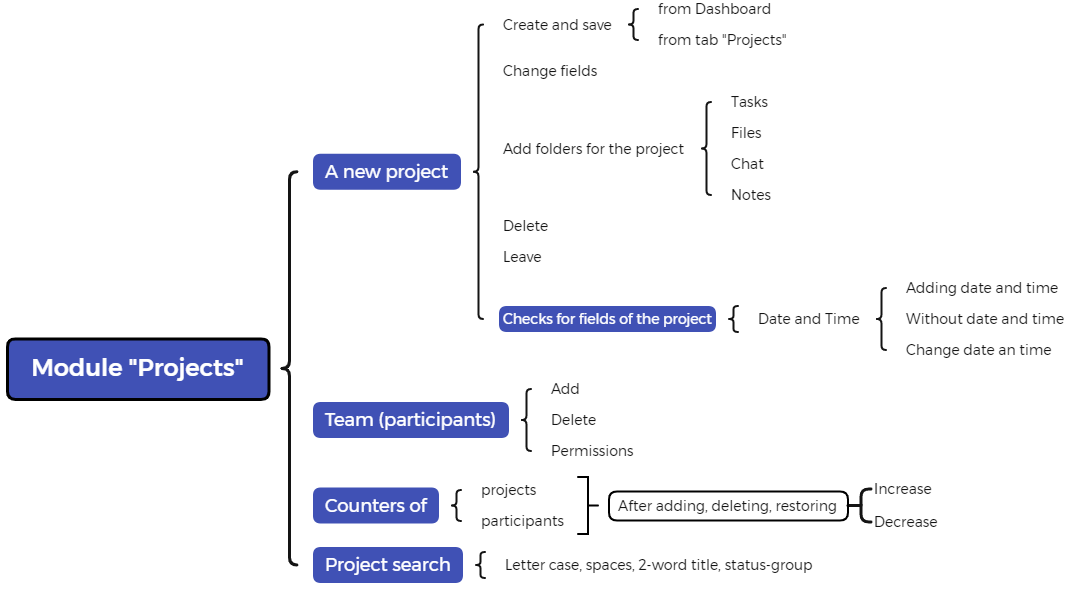 Module "Projects"
A new project
Create and save
from Dashboard
from tab "Projects"
Change fields
Add folders for the project
Tasks
Files
Chat
Notes
Delete
Leave
Checks for fields of the project
Date and Time
Adding date and time
Without date and time
Change date an time
Team (participants)
Add
Delete
Permissions
Counters of
projects
participants
After adding, deleting, restoring
Increase
Decrease
Project search
Letter case, spaces, 2-word title, status-group